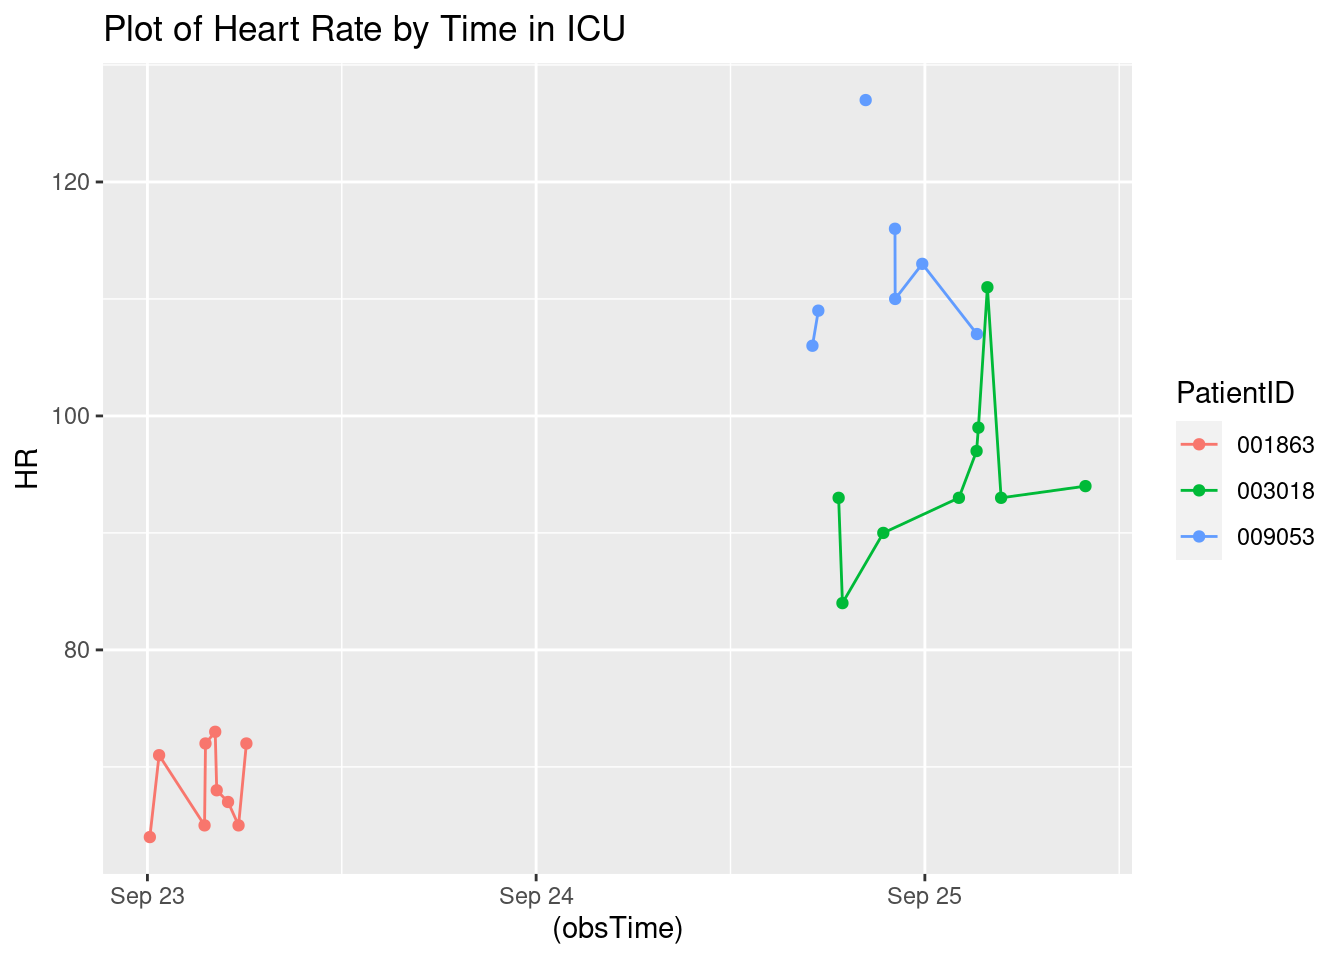 Plot of Heart Rate by Time in ICU
120
100
80
HR
Sep 23
Sep 24
Sep 25
(obsTime)
PatientID
001863
003018
009053